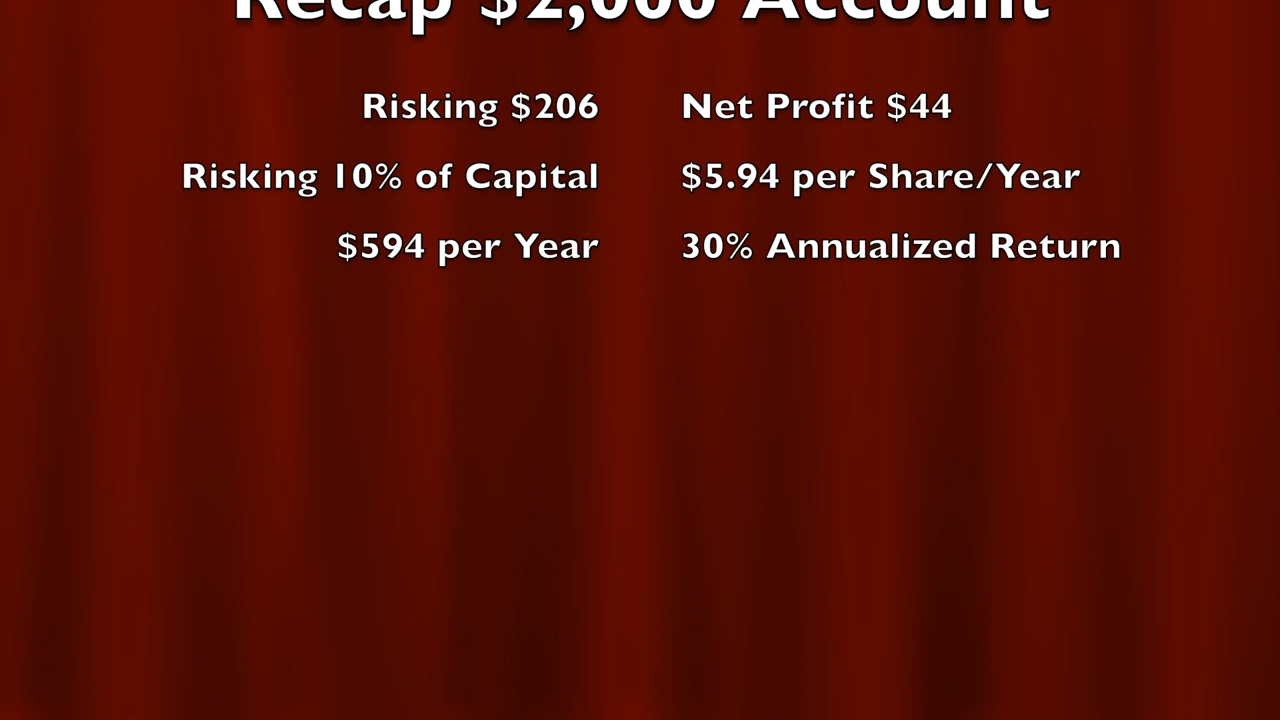 Recap $2,000 Account
Risking $206
Net Profit $44
Risking 10% of Capital
$5.94 per Share/Year
$594 per Year
30% Annualized Return